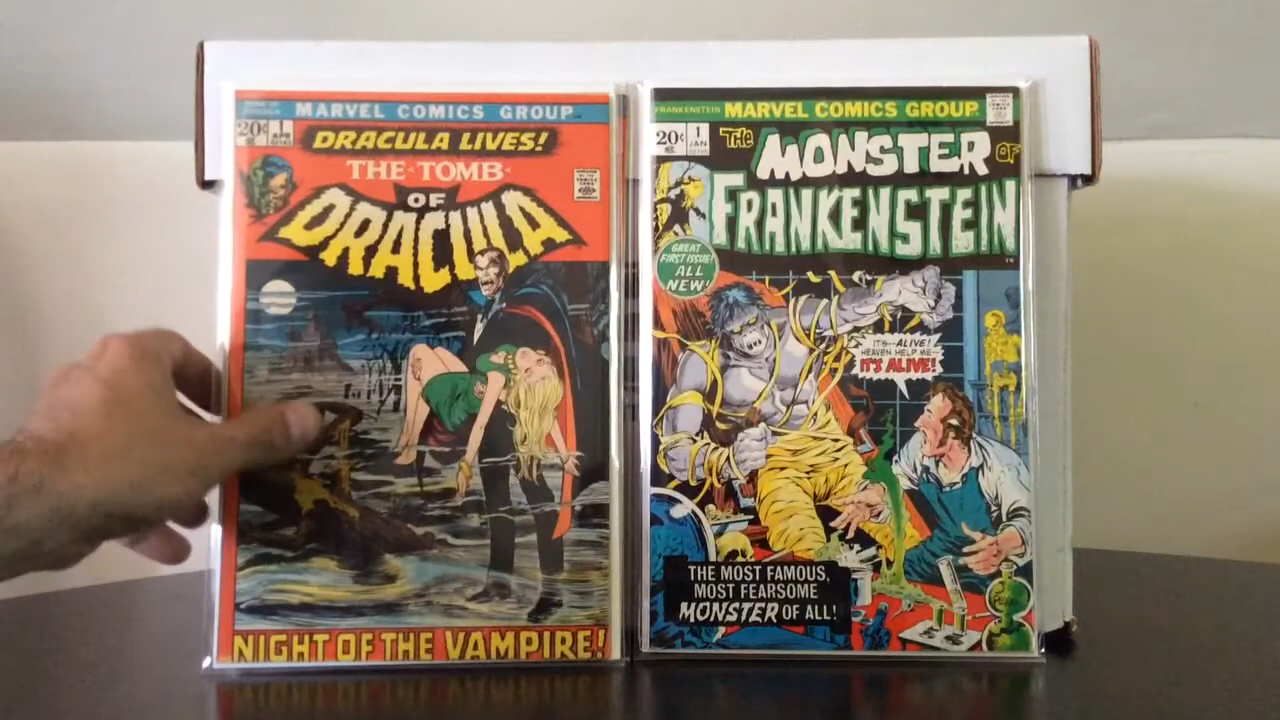 MARVEL COMICS GROUP
20¢ 1 APR
DRACULA LIVES!
THE TOMB
OF
DRACULA
NIGHT OF THE VAMPIRE!
FRANKENSTEIN MARVEL COMICS GROUP
20¢ 1 JAN
THE MONSTER OF
FRANKENSTEIN
GREAT
FIRST ISSUE!
ALL
NEW!
IT'S--ALIVE!
HEAVEN HELP ME--
IT'S ALIVE!
THE MOST FAMOUS,
MOST FEARSOME
MONSTER OF ALL!